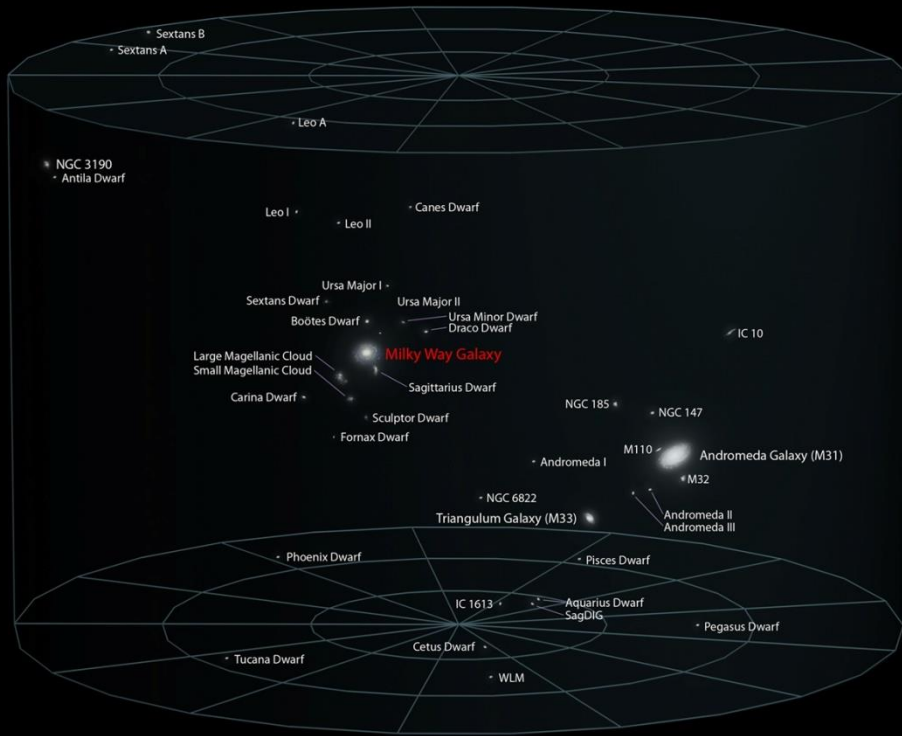 Sextans B
Sextans A
Leo A
NGC 3190
Antila Dwarf
Leo I
Canes Dwarf
Leo II
Ursa Major I
Sextans Dwarf
Ursa Major II
Boötes Dwarf
Ursa Minor Dwarf
Draco Dwarf
IC 10
Milky Way Galaxy
Large Magellanic Cloud
Small Magellanic Cloud
Sagittarius Dwarf
Carina Dwarf
NGC 185
NGC 147
Sculptor Dwarf
Fornax Dwarf
M110
Andromeda Galaxy (M31)
Andromeda I
M32
NGC 6822
Andromeda II
Triangulum Galaxy (M33)
Andromeda III
Phoenix Dwarf
Pisces Dwarf
IC 1613
Aquarius Dwarf
SagDIG
Pegasus Dwarf
Cetus Dwarf
Tucana Dwarf
WLM